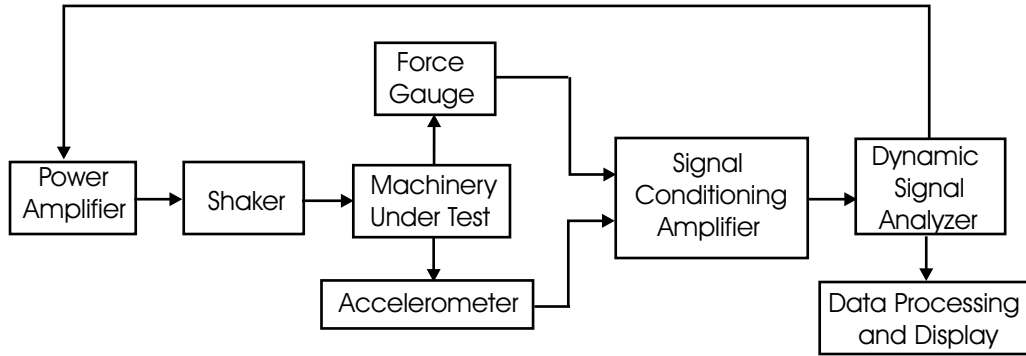 Force
Gauge
Power
Amplifier
Shaker
Machinery
Under Test
Signal
Conditioning
Amplifier
Dynamic
Signal
Analyzer
Accelerometer
Data Processing
and Display